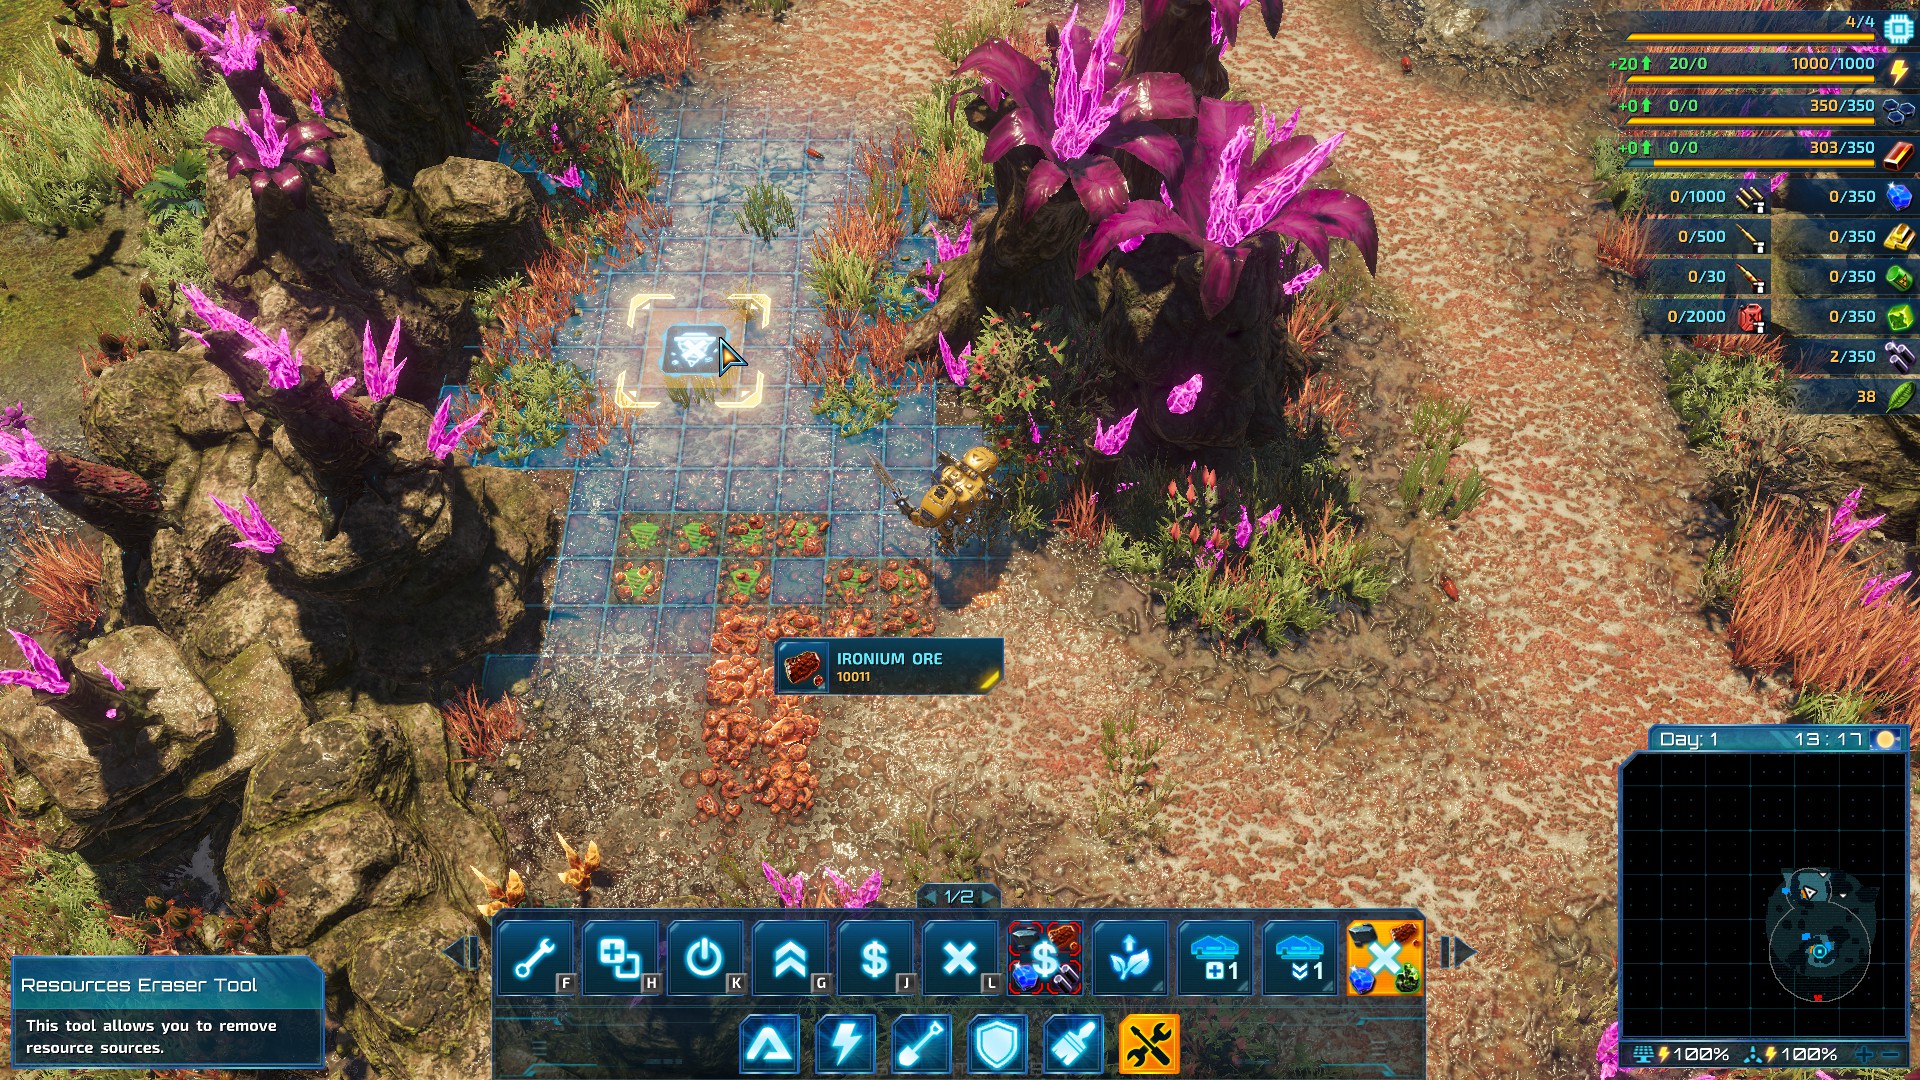 4/4
+20 20/0 1000/1000
+0 0/0 350/350
+0 0/0 303/350
0/1000 0/350
0/500 0/350
0/30 0/350
0/2000 0/350
2/350
38
IRONIUM ORE
10011
Day: 1 13:17
1/2
F H K G J L 1 1
$ $
Resources Eraser Tool
This tool allows you to remove
resource sources.
100% 100%